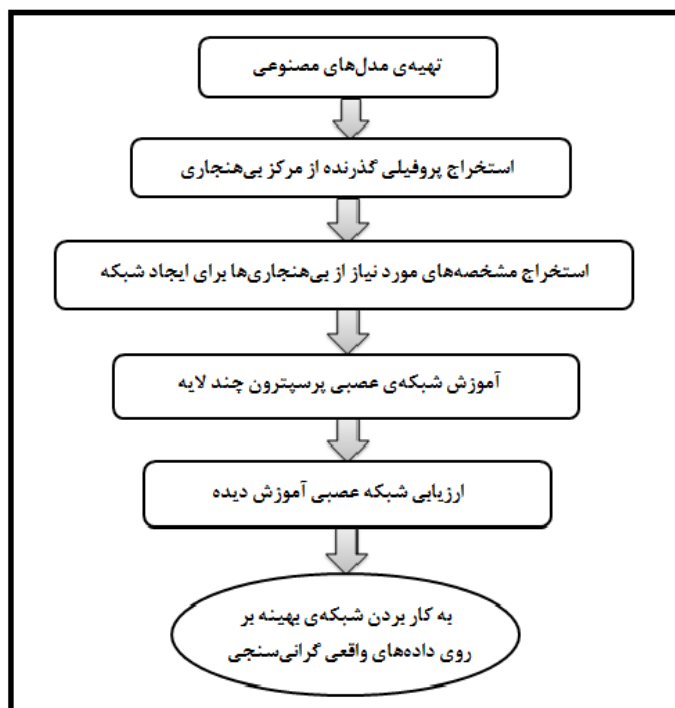 تهیه‌ی مدل‌های مصنوعی
استخراج پروفیلی گذرنده از مرکز بی‌هنجاری
استخراج مشخصه‌های مورد نیاز از بی‌هنجاری‌ها برای ایجاد شبکه
آموزش شبکه‌ی عصبی پرسپترون چند لایه
ارزیابی شبکه عصبی آموزش دیده
به کار بردن شبکه‌ی بهینه بر
روی داده‌های واقعی گرانی‌سنجی